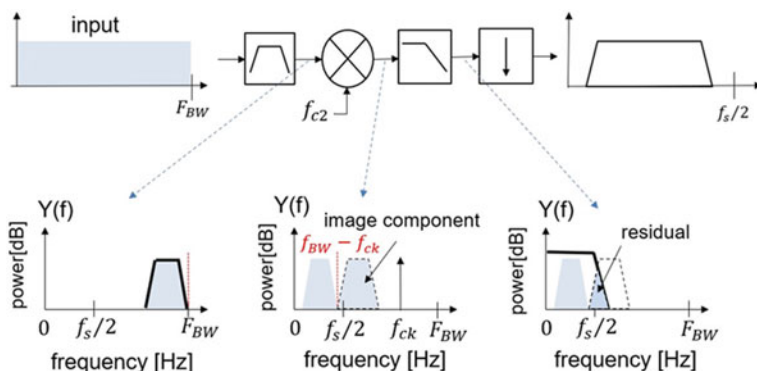 input
F_BW
f_c2
f_s/2
Y(f)
power[dB]
0
f_s/2
F_BW
frequency [Hz]
Y(f)
image component
f_BW − f_ck
power[dB]
0
f_s/2
f_ck
F_BW
frequency [Hz]
Y(f)
residual
power[dB]
0
f_s/2
F_BW
frequency [Hz]